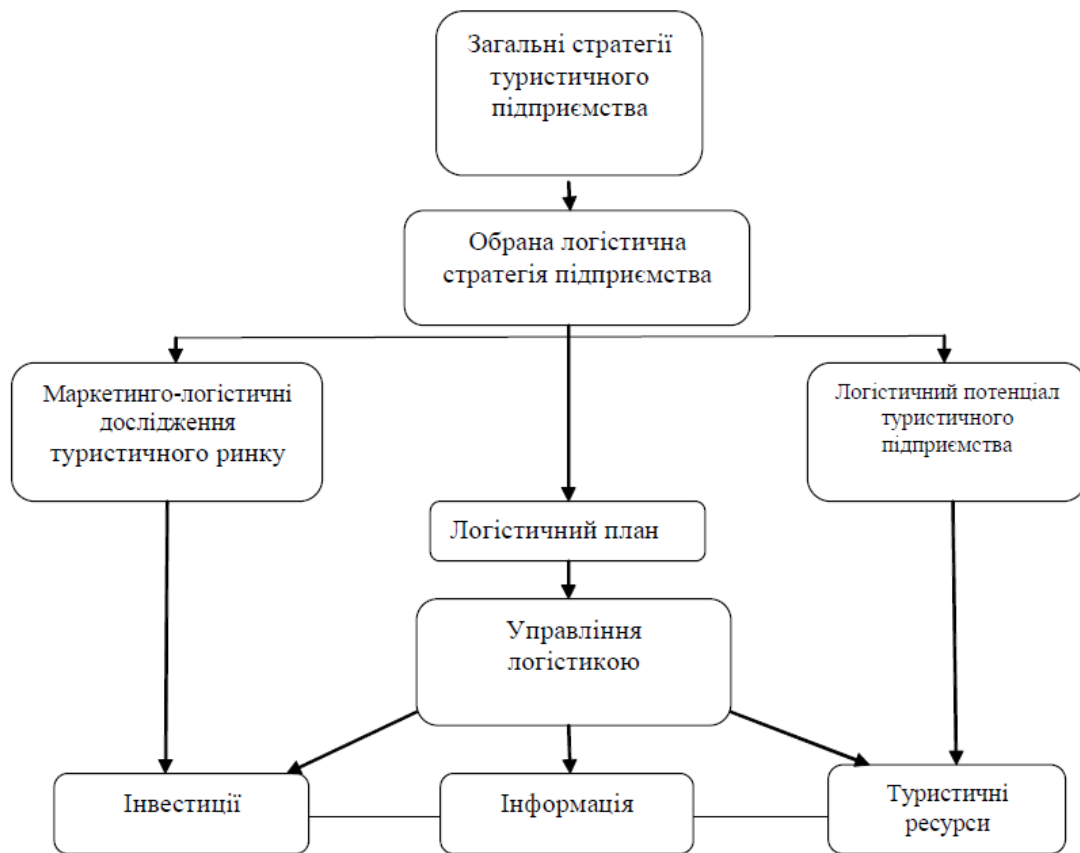 Загальні стратегії
туристичного
підприємства
Обрана логістична
стратегія підприємства
Маркетинго-логістичні
дослідження
туристичного ринку
Логістичний потенціал
туристичного
підприємства
Логістичний план
Управління
логістикою
Інвестиції
Інформація
Туристичні
ресурси